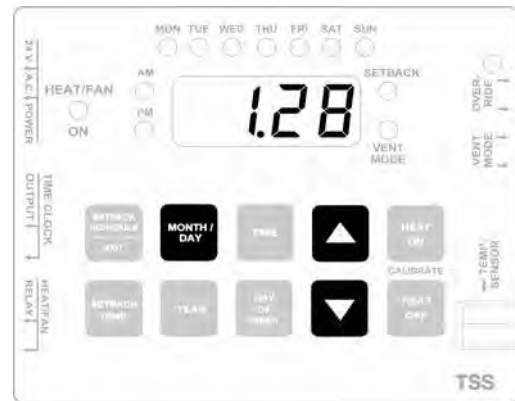 MON TUE WED THU FRI SAT SUN
24 V. A.C. POWER
HEAT/FAN
ON
AM
PM
1.28
SETBACK
VENT
MODE
OVER
RIDE
VENT
MODE
TIME CLOCK
OUTPUT
HEAT/FAN
RELAY
SETBACK
SCHEDULE
EXIT
MONTH /
DAY
TIME
HEAT
ON
CALIBRATE
SETBACK
TEMP
YEAR
DAY
OF
WEEK
HEAT
OFF
TEMP.
SENSOR
TSS